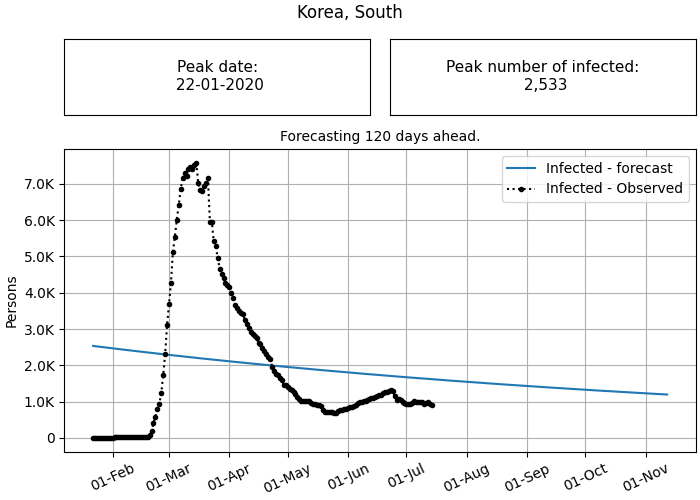 Korea, South
Peak date:
22-01-2020
Peak number of infected:
2,533
Forecasting 120 days ahead.
Infected - forecast
Infected - Observed
Persons
7.0K
6.0K
5.0K
4.0K
3.0K
2.0K
1.0K
0
01-Feb
01-Mar
01-Apr
01-May
01-Jun
01-Jul
01-Aug
01-Sep
01-Oct
01-Nov